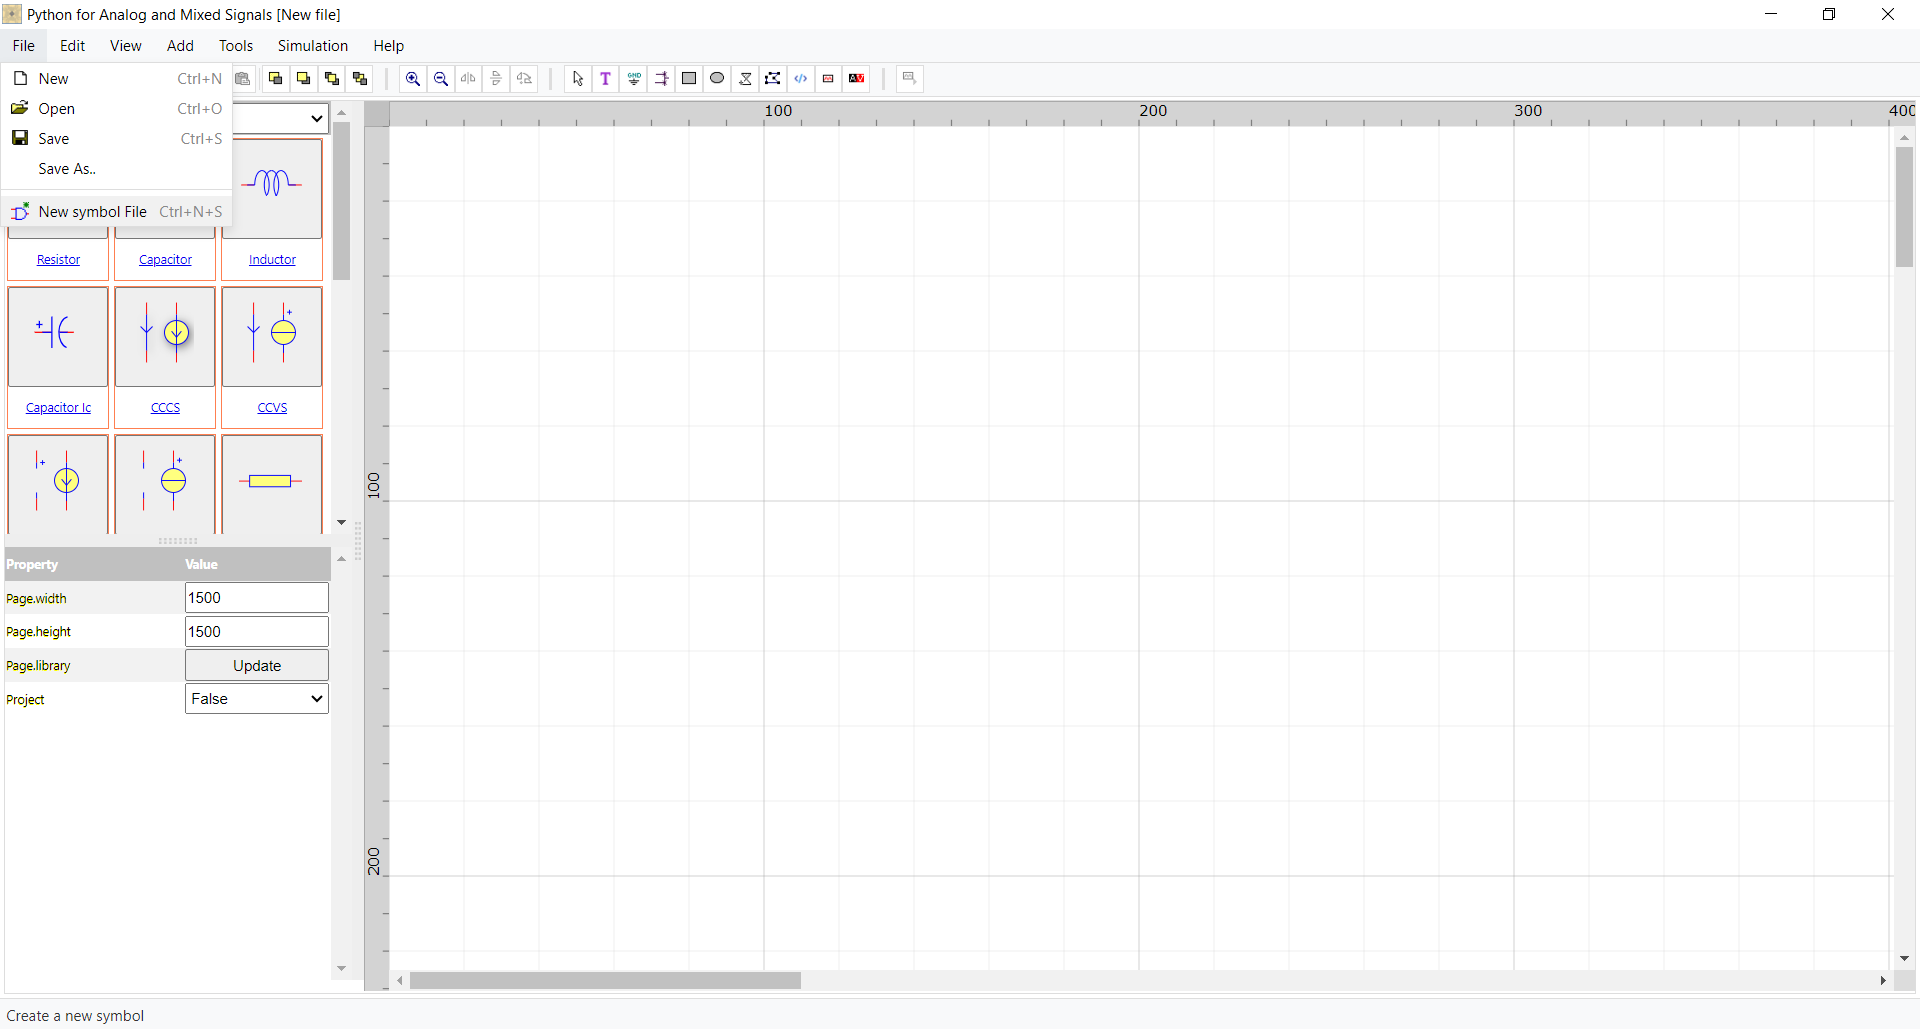 Python for Analog and Mixed Signals [New file]
File Edit View Add Tools Simulation Help
New Ctrl+N
Open Ctrl+O
Save Ctrl+S
Save As..
New symbol File Ctrl+N+S
T GND </> AV
100 200 300 400
Resistor Capacitor Inductor
Capacitor Ic CCCS CCVS
100
Property Value
Page.width 1500
Page.height 1500
Page.library Update
Project False
200
Create a new symbol